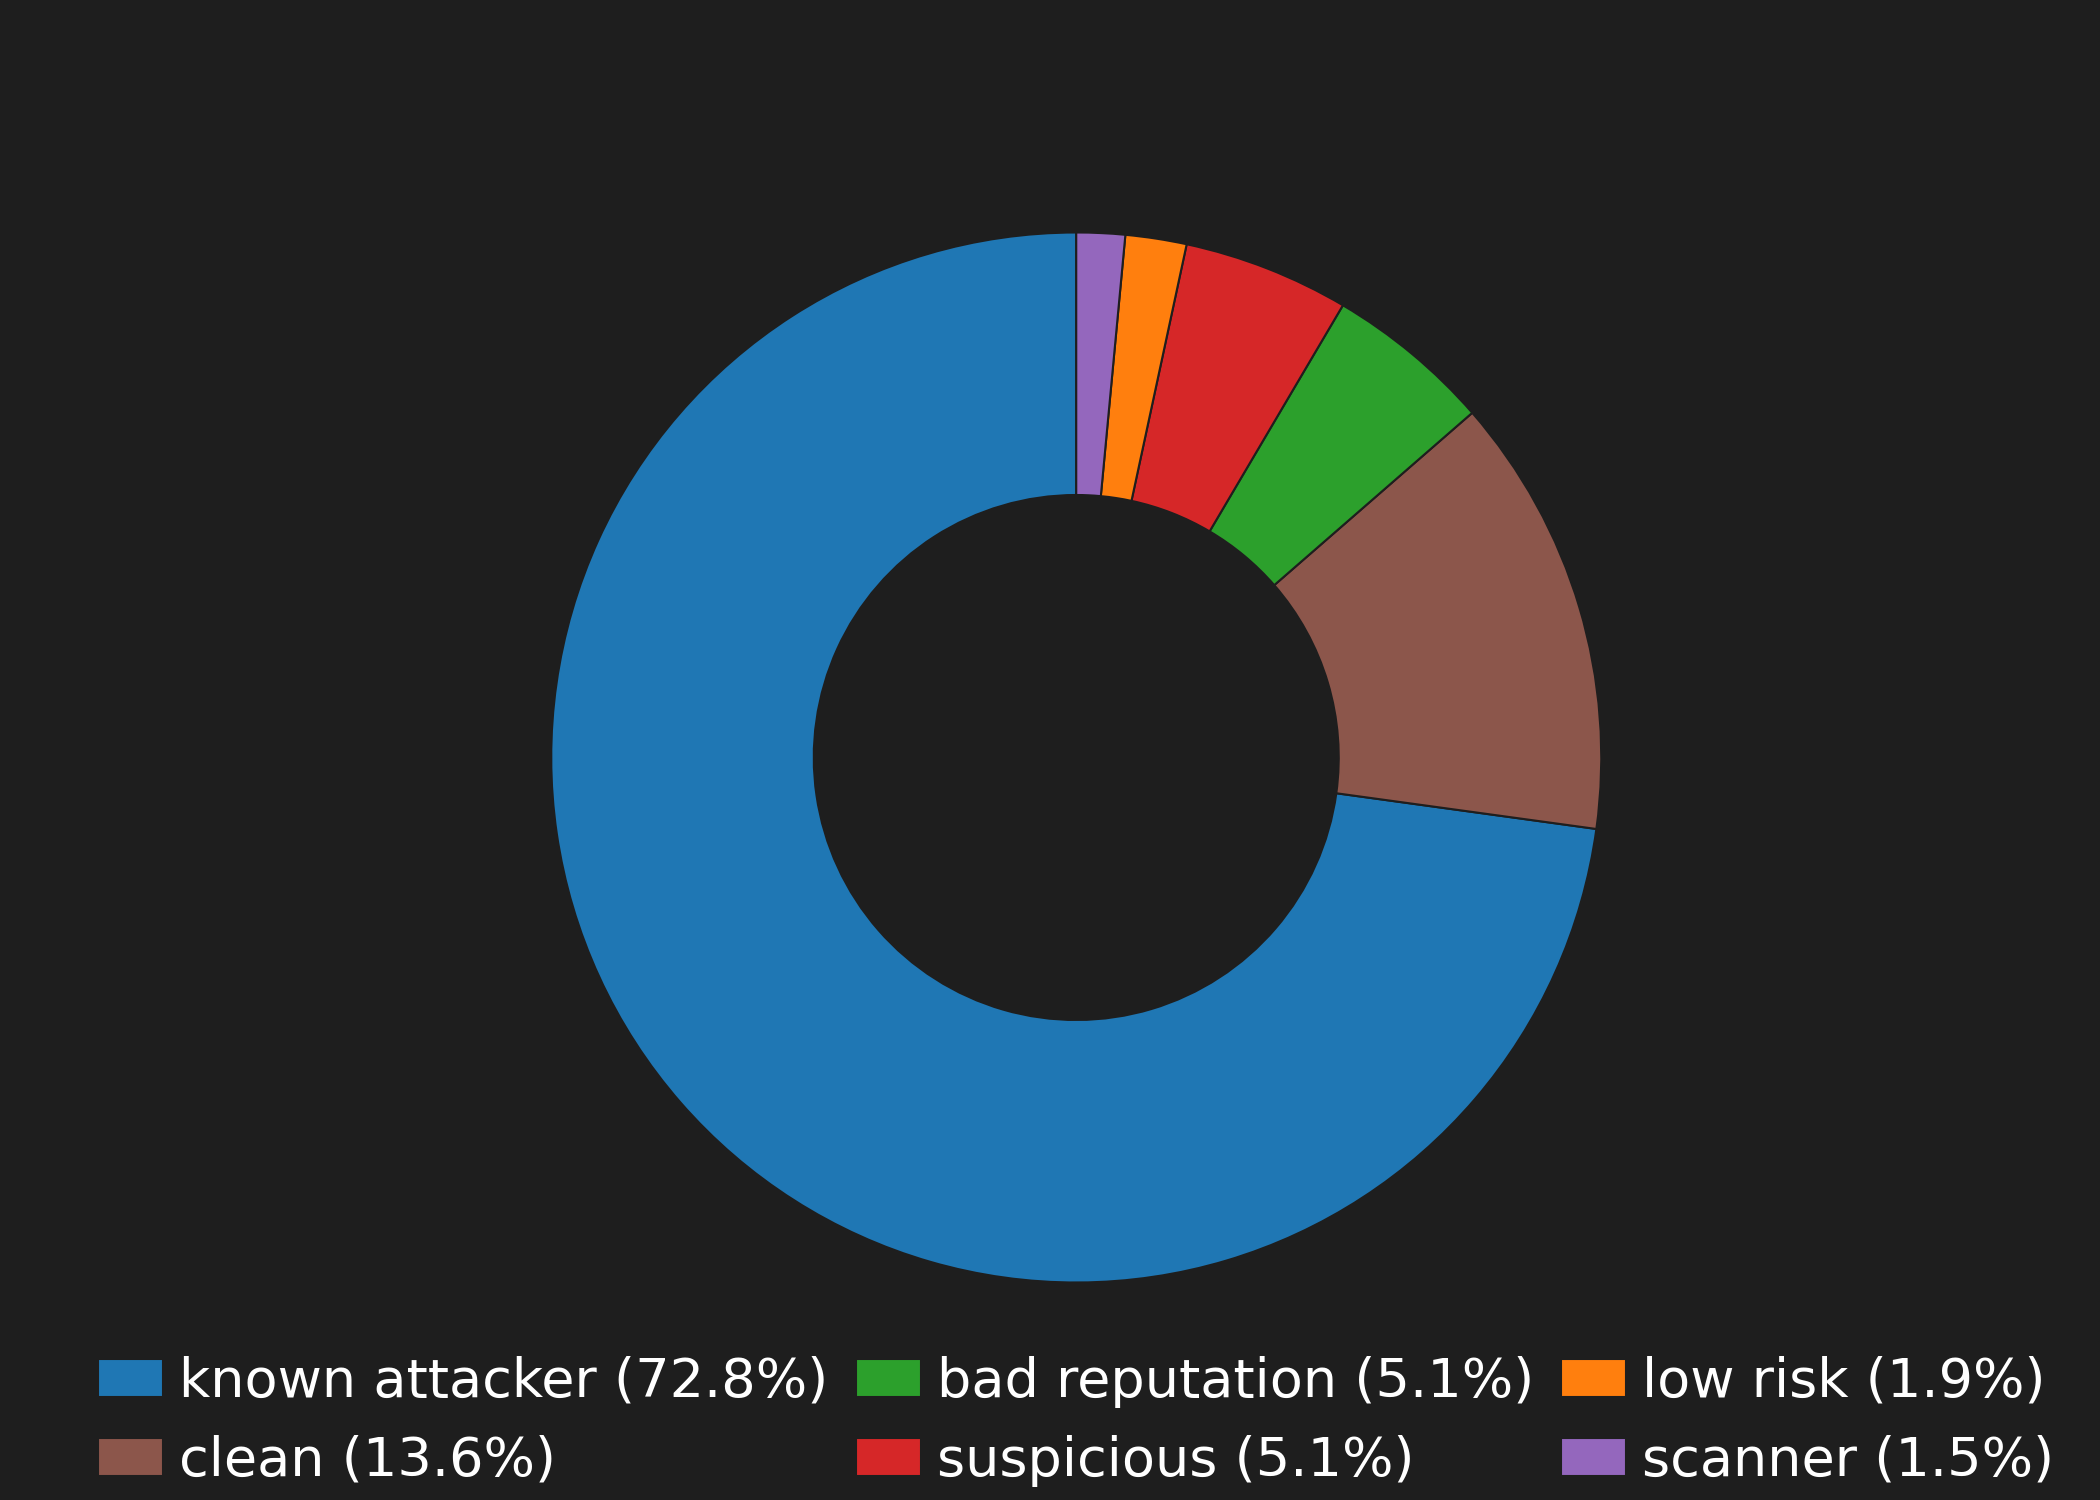 known attacker (72.8%) bad reputation (5.1%) low risk (1.9%)
clean (13.6%) suspicious (5.1%) scanner (1.5%)